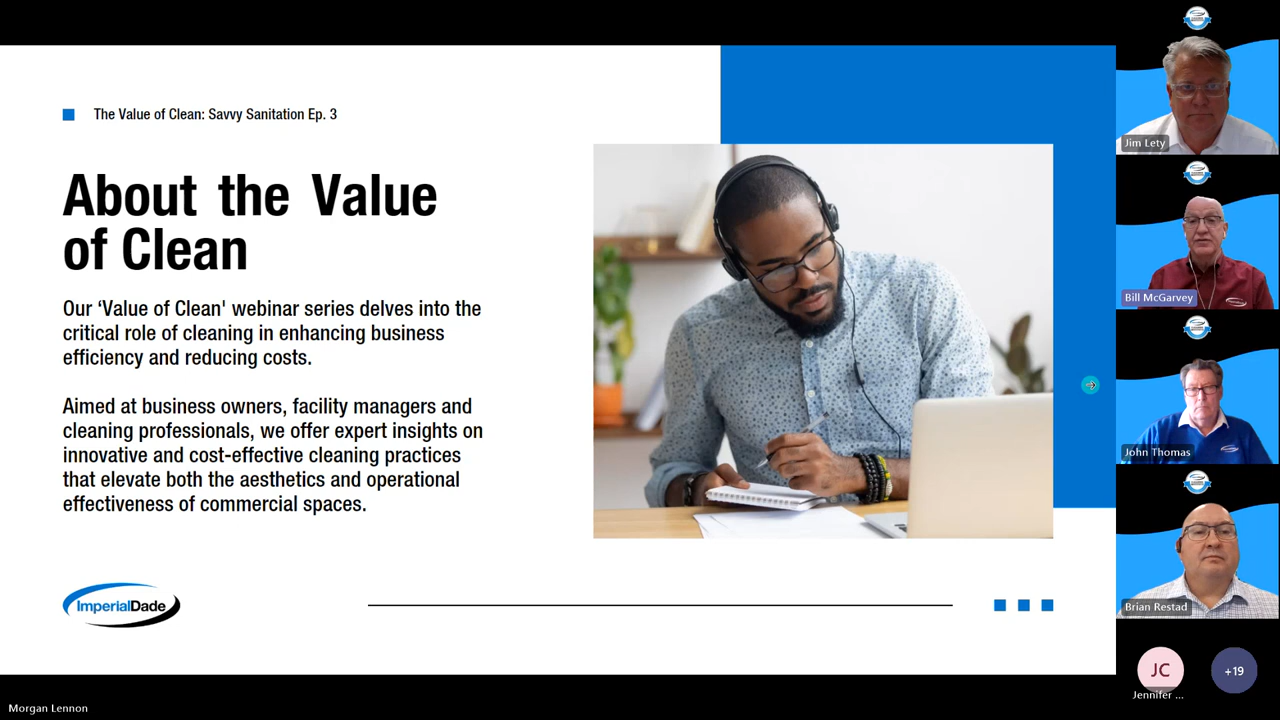 The Value of Clean: Savvy Sanitation Ep. 3
About the Value
of Clean
Our ‘Value of Clean' webinar series delves into the
critical role of cleaning in enhancing business
efficiency and reducing costs.
Aimed at business owners, facility managers and
cleaning professionals, we offer expert insights on
innovative and cost-effective cleaning practices
that elevate both the aesthetics and operational
effectiveness of commercial spaces.
ImperialDade
Jim Lety
Bill McGarvey
John Thomas
Brian Restad
JC
+19
Jennifer ...
Morgan Lennon